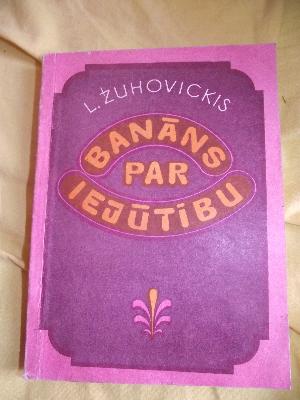 L. ŽUHOVICKIS
BANĀNS
PAR
IEJŪTĪBU